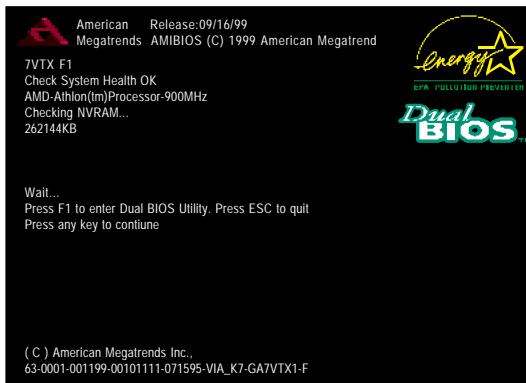 American Release:09/16/99
Megatrends AMIBIOS (C) 1999 American Megatrend
7VTX F1
Check System Health OK
AMD-Athlon(tm)Processor-900MHz
Checking NVRAM...
262144KB
energy
EPA POLLUTION PREVENTER
Dual
BIOS TM
Wait...
Press F1 to enter Dual BIOS Utility. Press ESC to quit
Press any key to contiune
( C ) American Megatrends Inc.,
63-0001-001199-00101111-071595-VIA_K7-GA7VTX1-F